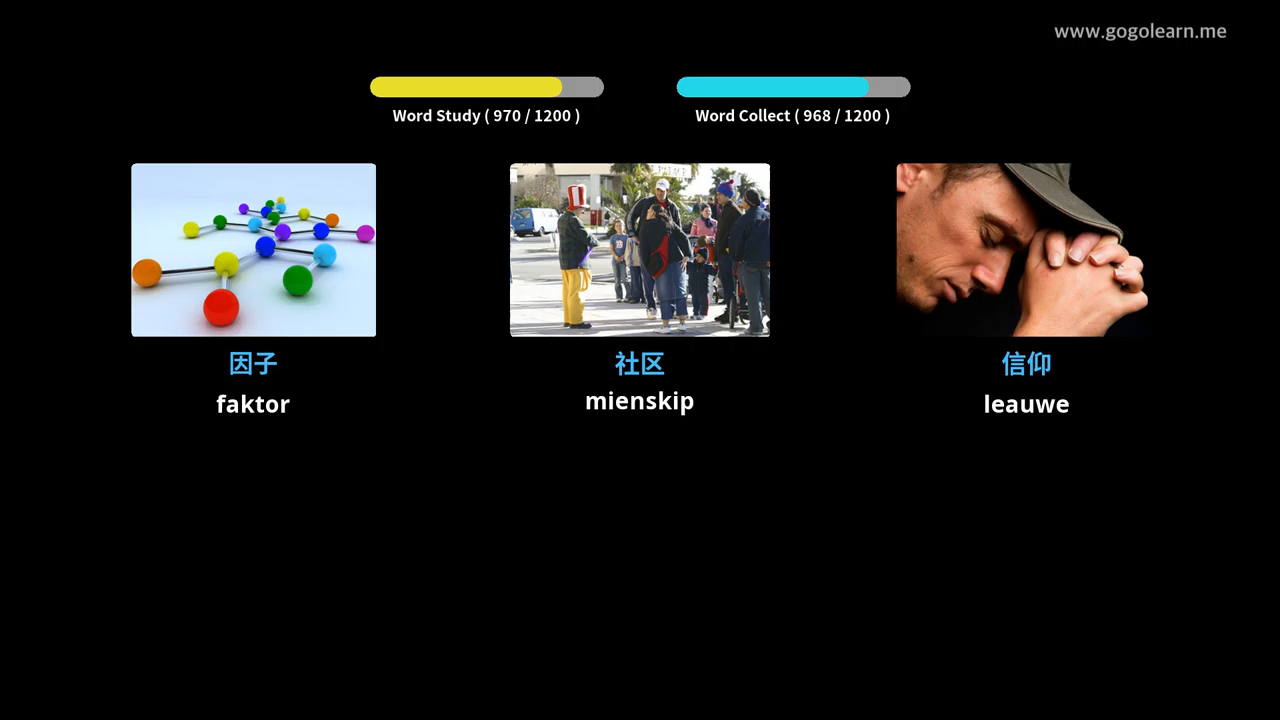 www.gogolearn.me
Word Study ( 970 / 1200 )
Word Collect ( 968 / 1200 )
因子
社区
信仰
faktor
mienskip
leauwe